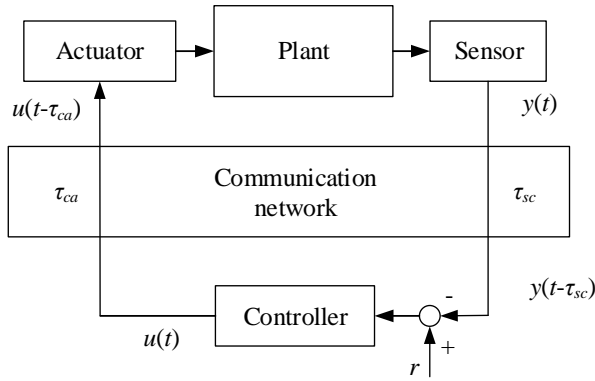 Actuator
Plant
Sensor
u(t-τca)
y(t)
τca
Communication
network
τsc
y(t-τsc)
Controller
-
+
u(t)
r